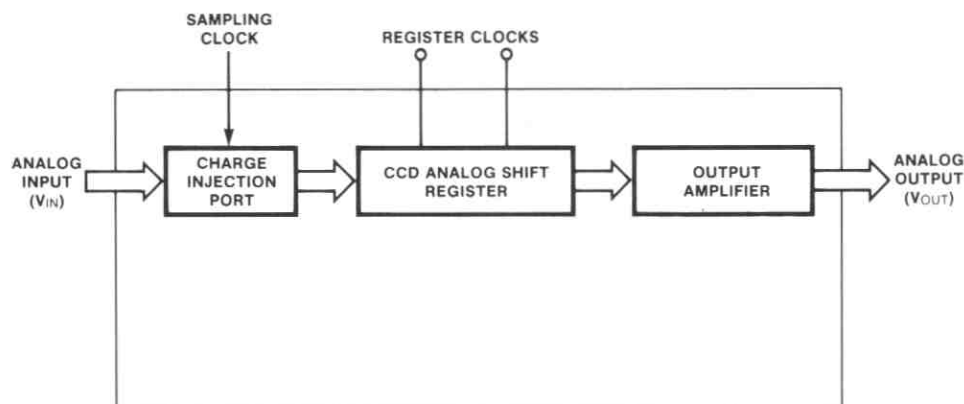 SAMPLING
CLOCK
REGISTER CLOCKS
ANALOG
INPUT
(VIN)
CHARGE
INJECTION
PORT
CCD ANALOG SHIFT
REGISTER
OUTPUT
AMPLIFIER
ANALOG
OUTPUT
(VOUT)